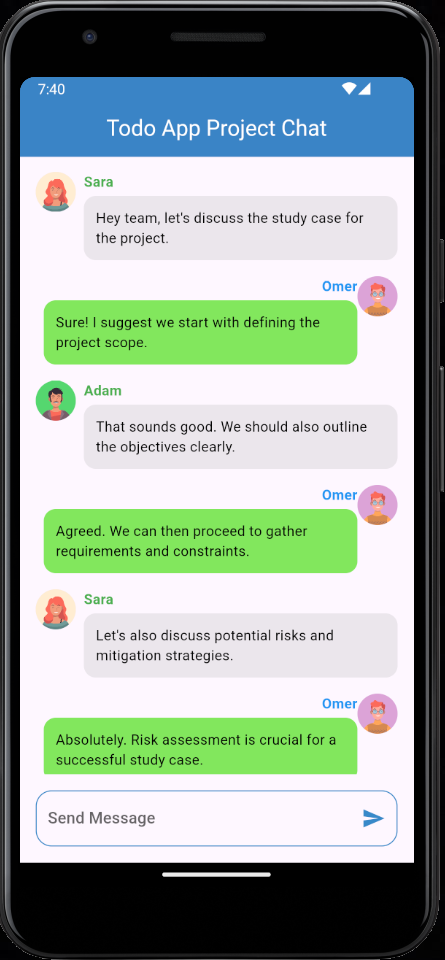 7:40
Todo App Project Chat
Sara
Hey team, let's discuss the study case for
the project.
Omer
Sure! I suggest we start with defining the
project scope.
Adam
That sounds good. We should also outline
the objectives clearly.
Omer
Agreed. We can then proceed to gather
requirements and constraints.
Sara
Let's also discuss potential risks and
mitigation strategies.
Omer
Absolutely. Risk assessment is crucial for a
successful study case.
Send Message